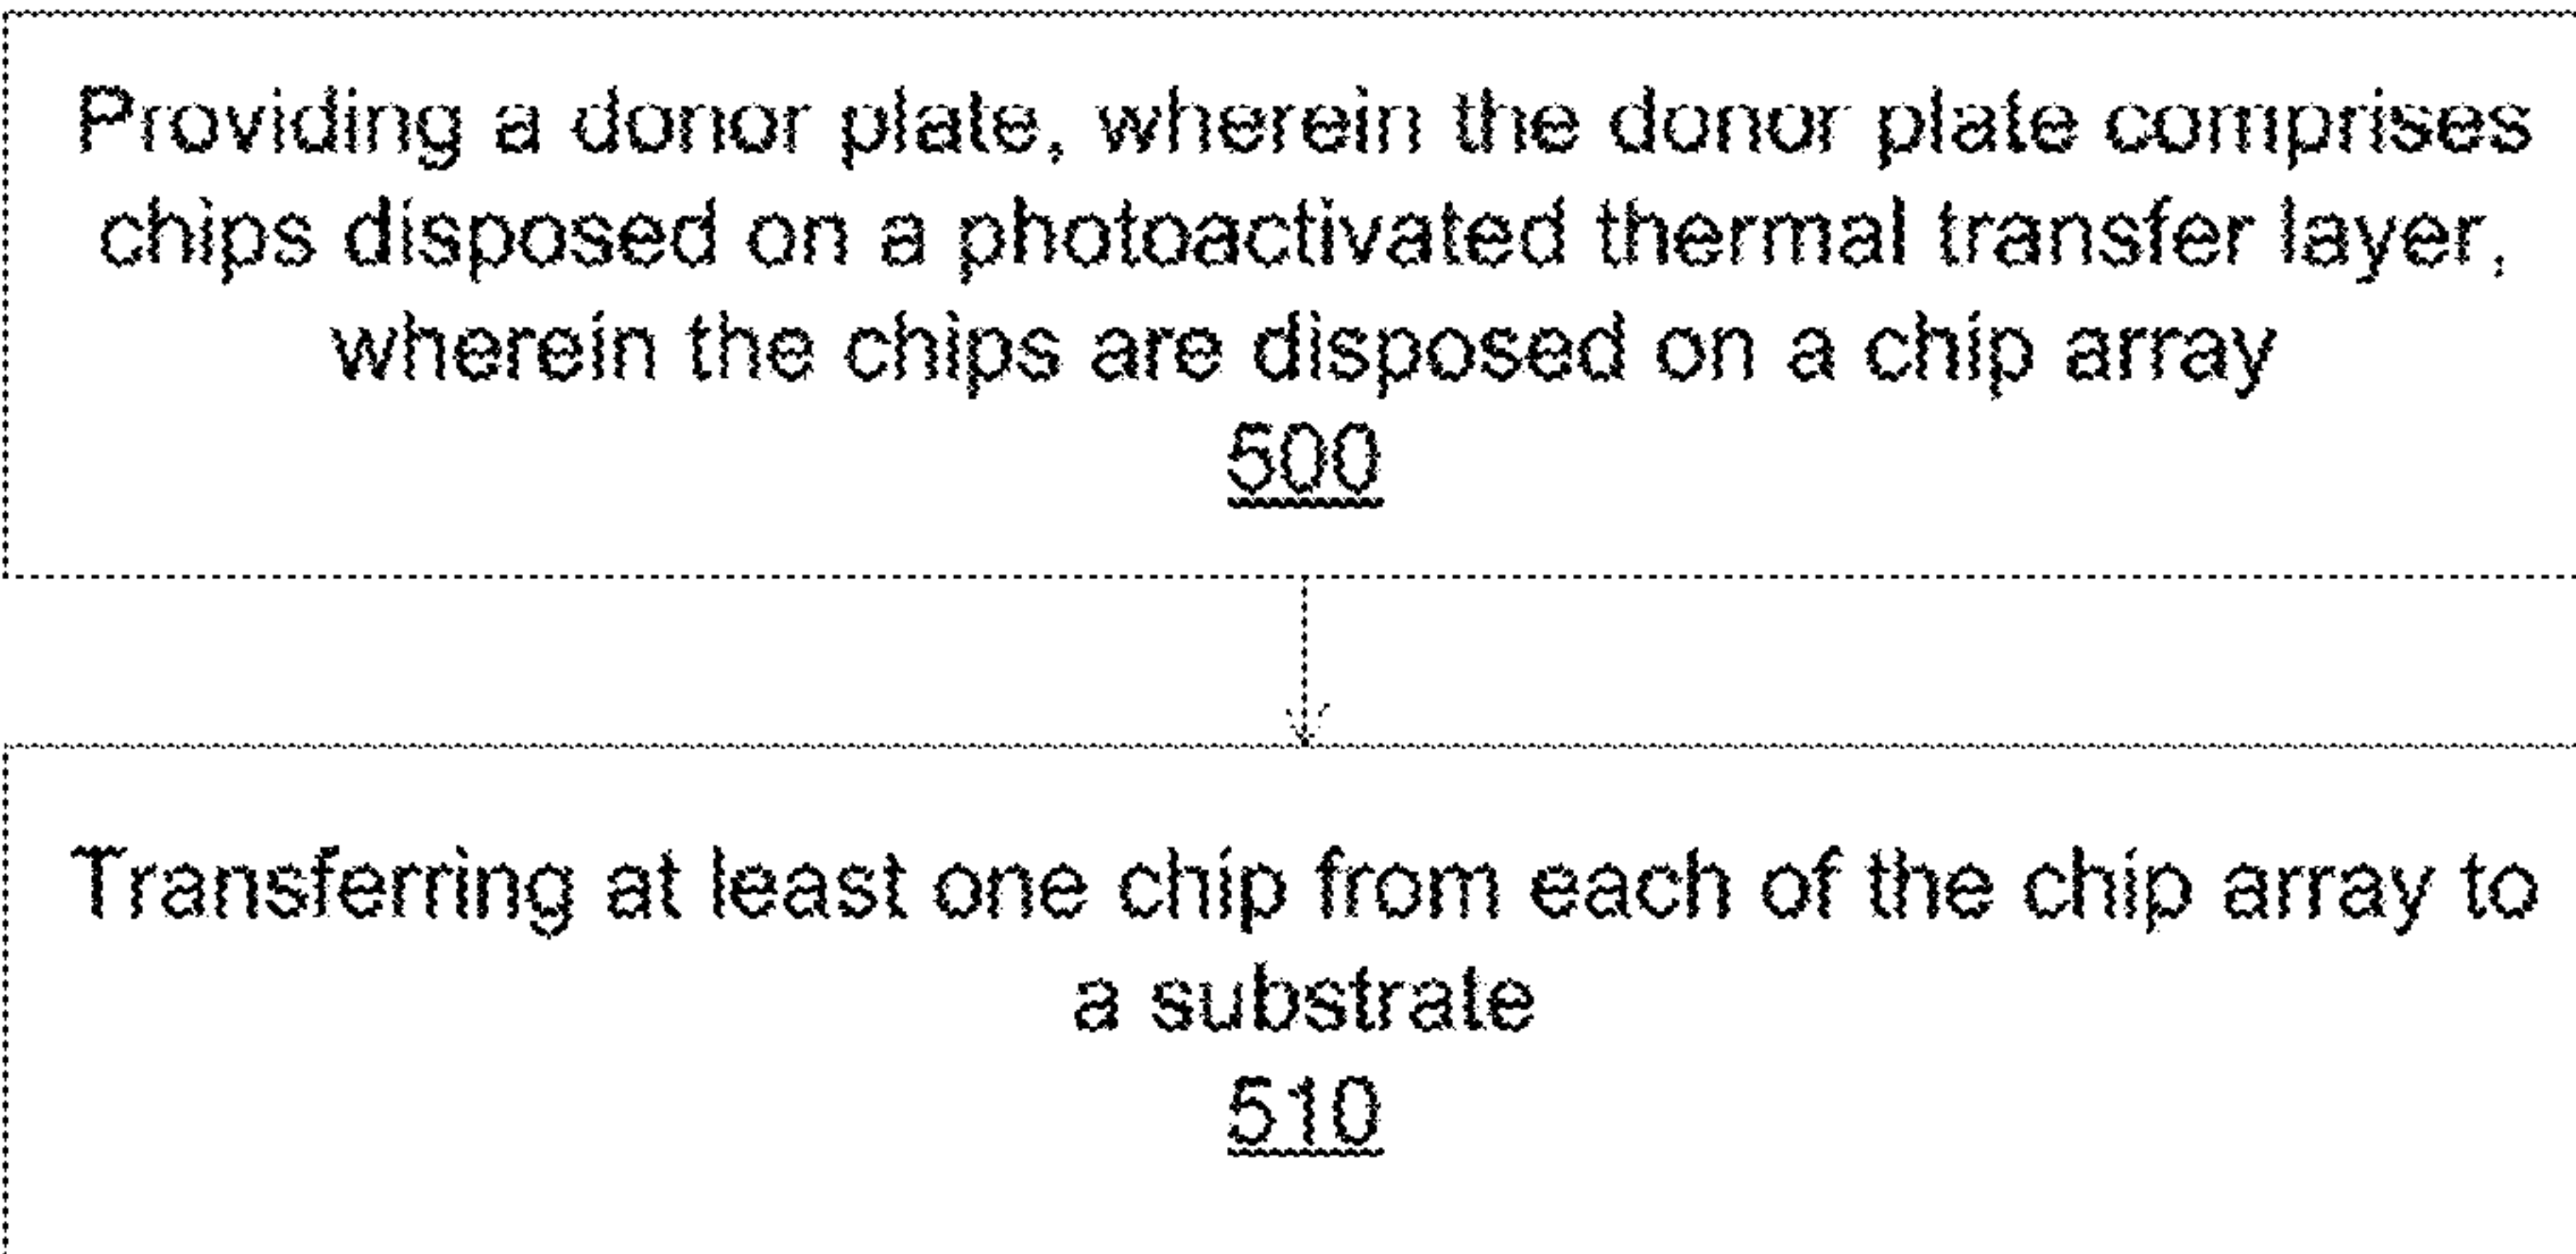 Providing a donor plate, wherein the donor plate comprises
chips disposed on a photoactivated thermal transfer layer,
wherein the chips are disposed on a chip array
500
Transferring at least one chip from each of the chip array to
a substrate
510